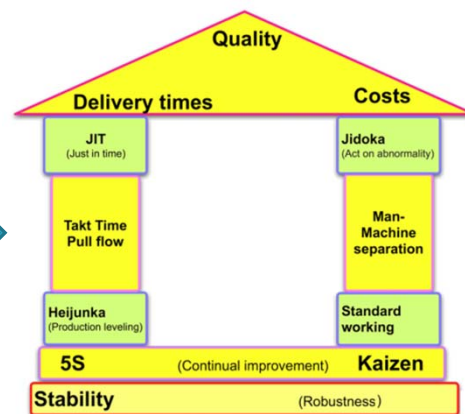 Quality
Delivery times Costs
JIT
(Just in time)
Jidoka
(Act on abnormality)
Takt Time
Pull flow
Man-
Machine
separation
Heijunka
(Production leveling)
Standard
working
5S (Continual improvement) Kaizen
Stability (Robustness)